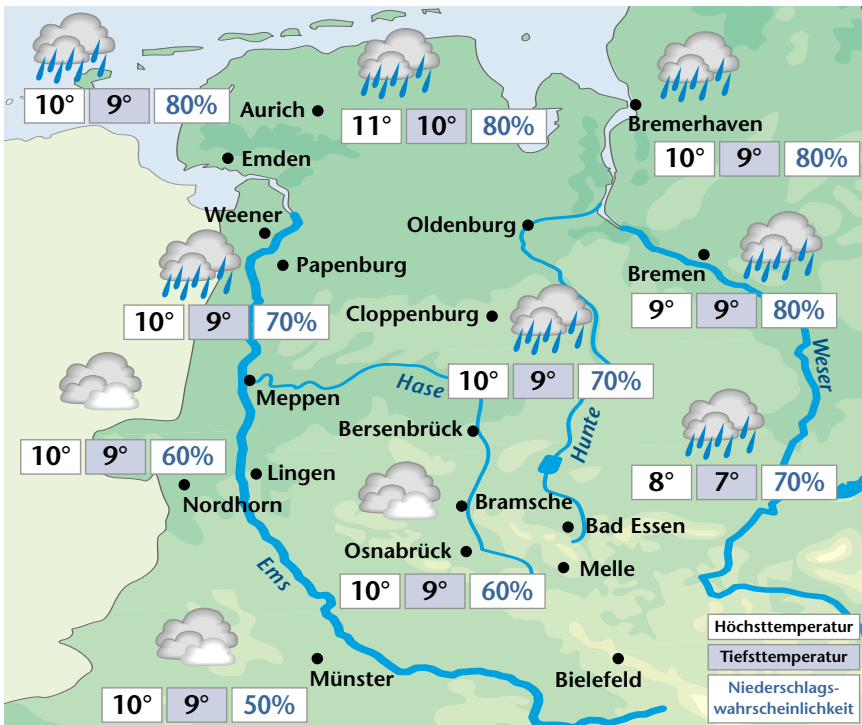 10° 9° 80%
Aurich
11° 10° 80%
Bremerhaven
10° 9° 80%
Emden
Weener
Oldenburg
Papenburg
Bremen
10° 9° 70%
Cloppenburg
9° 9° 80%
Weser
Meppen
Hase
10° 9° 70%
Bersenbrück
Hunte
10° 9° 60%
Lingen
Nordhorn
8° 7° 70%
Bramsche
Bad Essen
Osnabrück
Melle
Ems
10° 9° 60%
Münster
Bielefeld
10° 9° 50%
Höchsttemperatur
Tiefsttemperatur
Niederschlags-
wahrscheinlichkeit